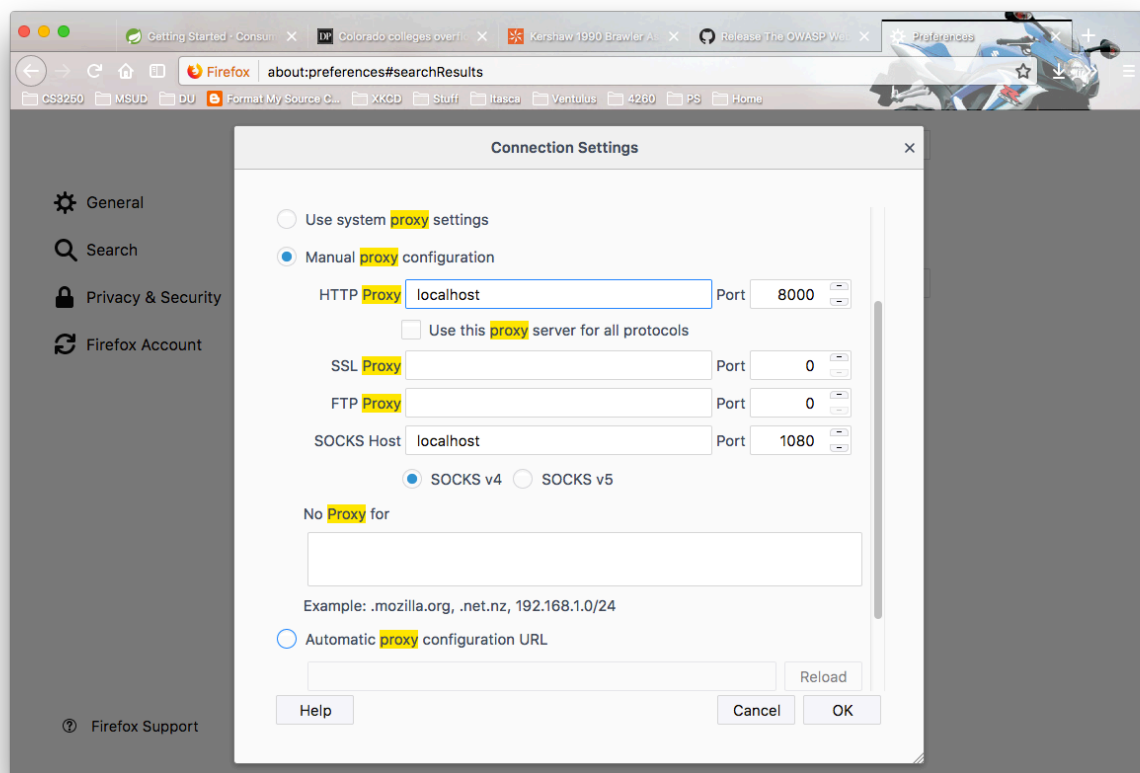 Getting Started · Consun
Colorado colleges overfl
Kershaw 1990 Brawler As
Release The OWASP We
Preferences
Firefox about:preferences#searchResults
CS3250 MSUD DU Format My Source C... XKCD Stuff Itasca Ventulus 4260 PS Home
Connection Settings
General
Search
Privacy & Security
Firefox Account
Use system proxy settings
Manual proxy configuration
HTTP Proxy localhost Port 8000
Use this proxy server for all protocols
SSL Proxy Port 0
FTP Proxy Port 0
SOCKS Host localhost Port 1080
SOCKS v4 SOCKS v5
No Proxy for
Example: .mozilla.org, .net.nz, 192.168.1.0/24
Automatic proxy configuration URL
Reload
Help Cancel OK
Firefox Support